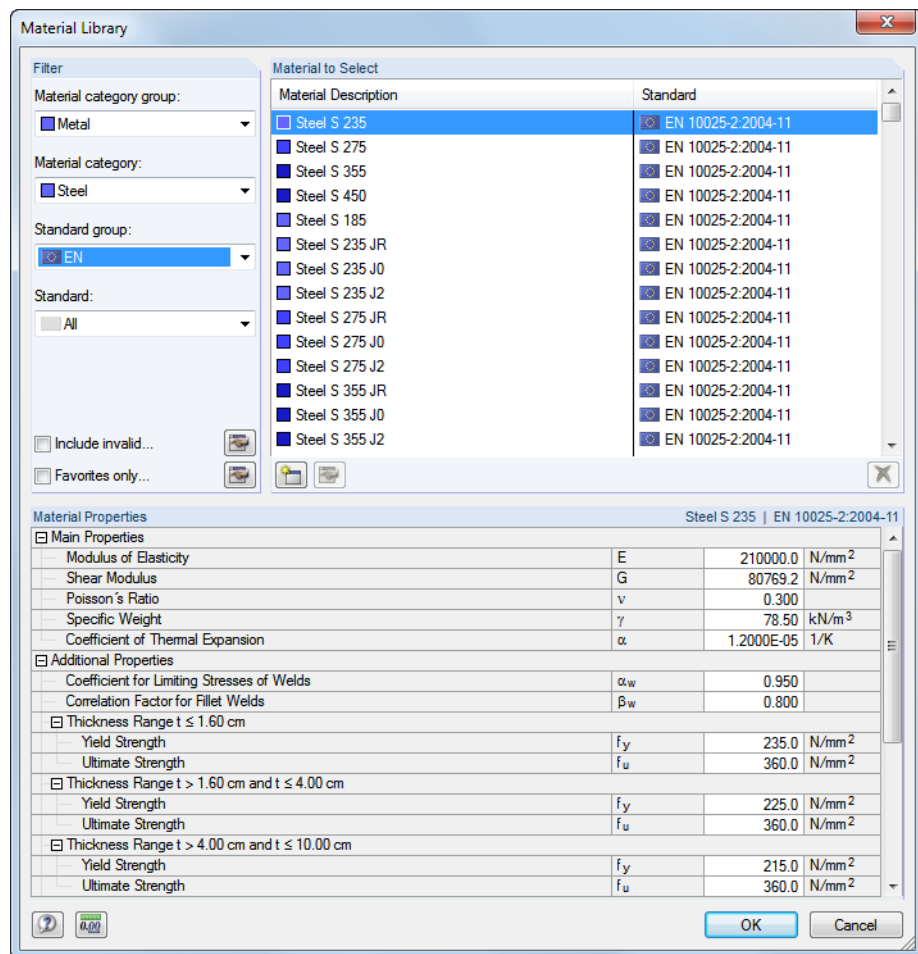 Material Library
Filter
Material category group:
Metal
Material category:
Steel
Standard group:
EN
Standard:
All
Include invalid...
Favorites only...
Material to Select
Material Description Standard
Steel S 235 EN 10025-2:2004-11
Steel S 275 EN 10025-2:2004-11
Steel S 355 EN 10025-2:2004-11
Steel S 450 EN 10025-2:2004-11
Steel S 185 EN 10025-2:2004-11
Steel S 235 JR EN 10025-2:2004-11
Steel S 235 J0 EN 10025-2:2004-11
Steel S 235 J2 EN 10025-2:2004-11
Steel S 275 JR EN 10025-2:2004-11
Steel S 275 J0 EN 10025-2:2004-11
Steel S 275 J2 EN 10025-2:2004-11
Steel S 355 JR EN 10025-2:2004-11
Steel S 355 J0 EN 10025-2:2004-11
Steel S 355 J2 EN 10025-2:2004-11
Material Properties Steel S 235 | EN 10025-2:2004-11
Main Properties
Modulus of Elasticity E 210000.0 N/mm²
Shear Modulus G 80769.2 N/mm²
Poisson´s Ratio ν 0.300
Specific Weight γ 78.50 kN/m³
Coefficient of Thermal Expansion α 1.2000E-05 1/K
Additional Properties
Coefficient for Limiting Stresses of Welds αw 0.950
Correlation Factor for Fillet Welds βw 0.800
Thickness Range t ≤ 1.60 cm
Yield Strength fy 235.0 N/mm²
Ultimate Strength fu 360.0 N/mm²
Thickness Range t > 1.60 cm and t ≤ 4.00 cm
Yield Strength fy 225.0 N/mm²
Ultimate Strength fu 360.0 N/mm²
Thickness Range t > 4.00 cm and t ≤ 10.00 cm
Yield Strength fy 215.0 N/mm²
Ultimate Strength fu 360.0 N/mm²
0.00
OK Cancel